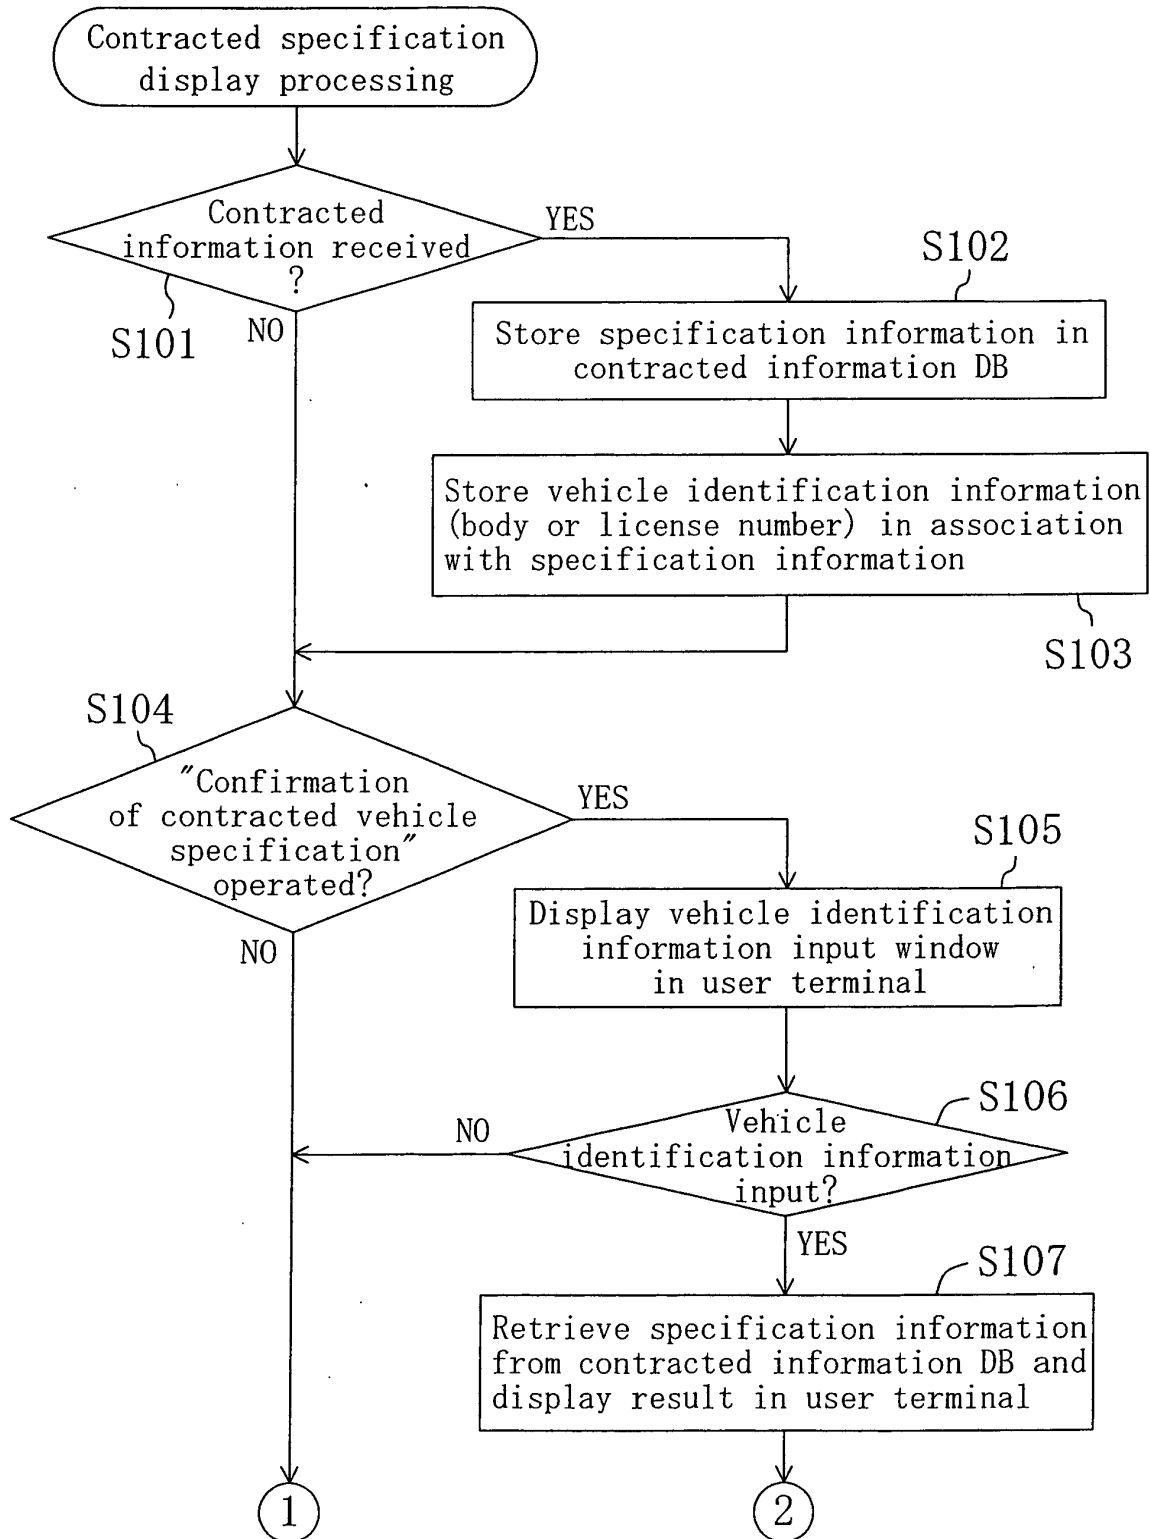 Contracted specification
display processing
Contracted
information received
?
YES
S101
NO
S102
Store specification information in
contracted information DB
Store vehicle identification information
(body or license number) in association
with specification information
S103
S104
"Confirmation
of contracted vehicle
specification"
operated?
YES
NO
S105
Display vehicle identification
information input window
in user terminal
S106
Vehicle
identification information
input?
NO
YES
S107
Retrieve specification information
from contracted information DB and
display result in user terminal
1
2